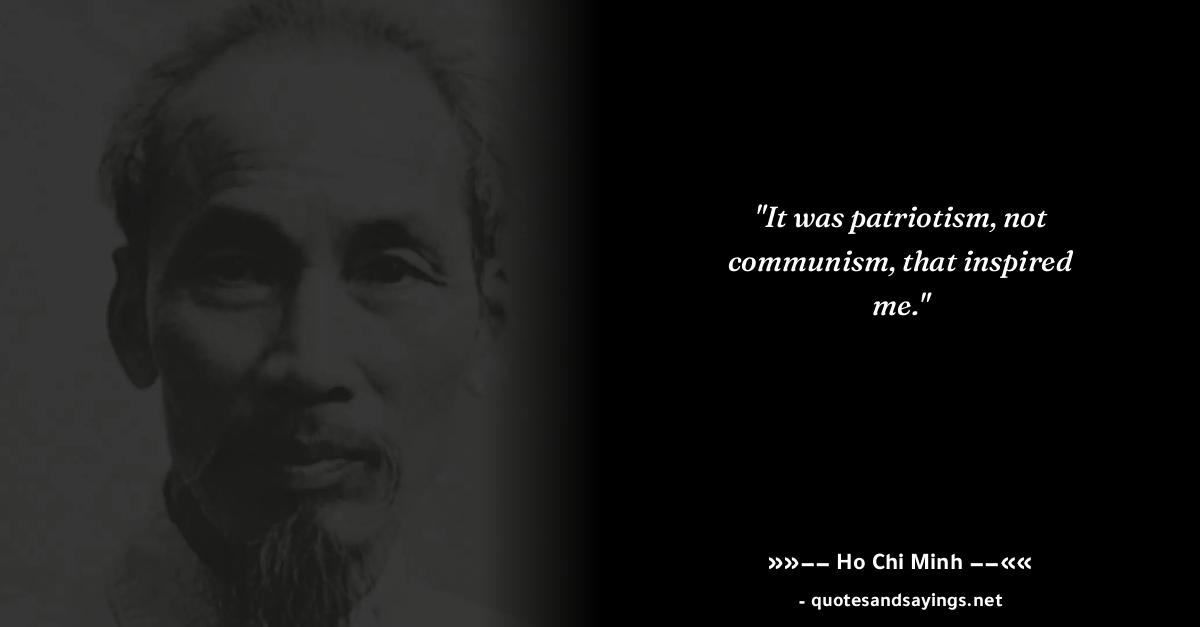 "It was patriotism, not
communism, that inspired
me."
»»−− Ho Chi Minh −−««
- quotesandsayings.net